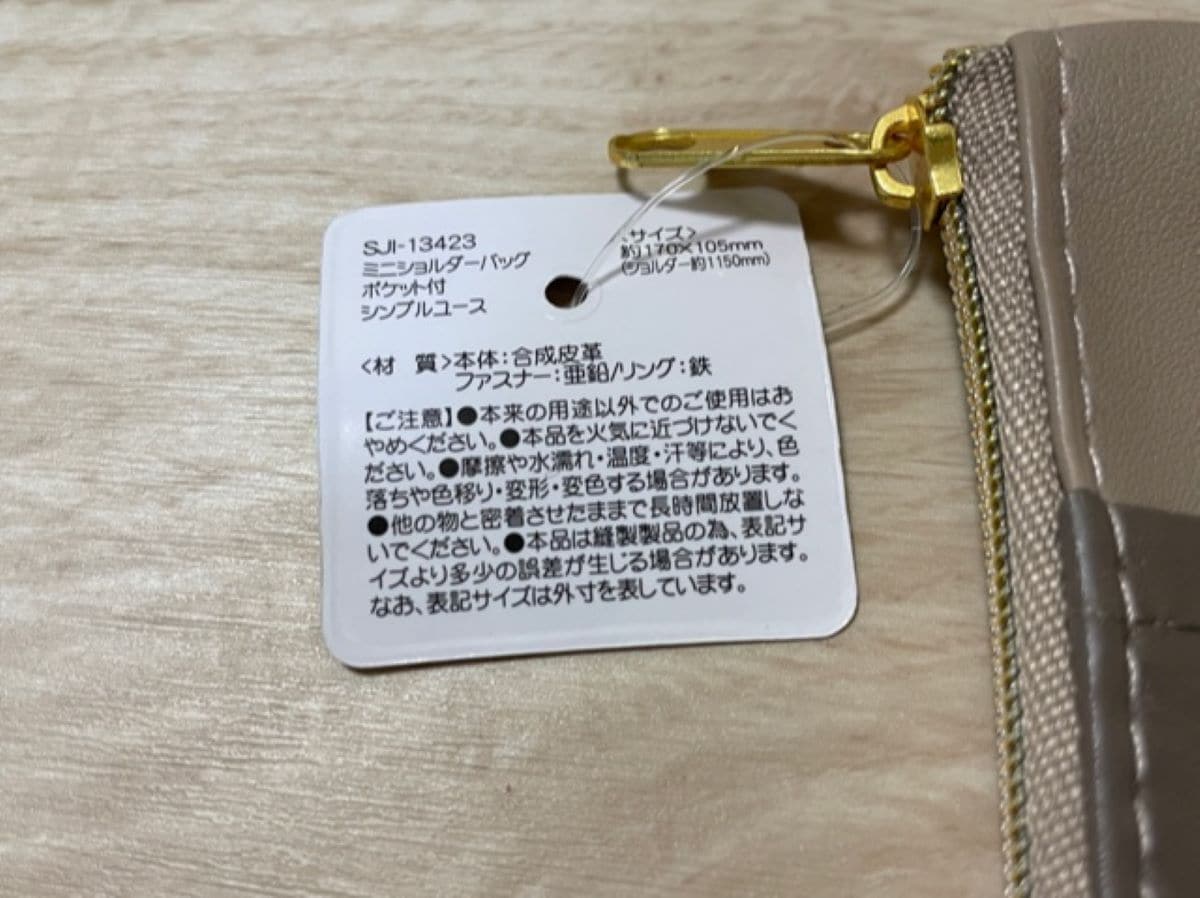 SJI-13423
ミニショルダーバッグ
ポケット付
シンプルユース
<サイズ>
約170×105mm
(ショルダー約1150mm)
<材　質>本体:合成皮革
ファスナー:亜鉛/リング:鉄
【ご注意】●本来の用途以外でのご使用はお
やめください。●本品を火気に近づけないでく
ださい。●摩擦や水濡れ・温度・汗等により、色
落ちや色移り・変形・変色する場合があります。
●他の物と密着させたままで長時間放置しな
いでください。●本品は縫製製品の為、表記サ
イズより多少の誤差が生じる場合があります。
なお、表記サイズは外寸を表しています。